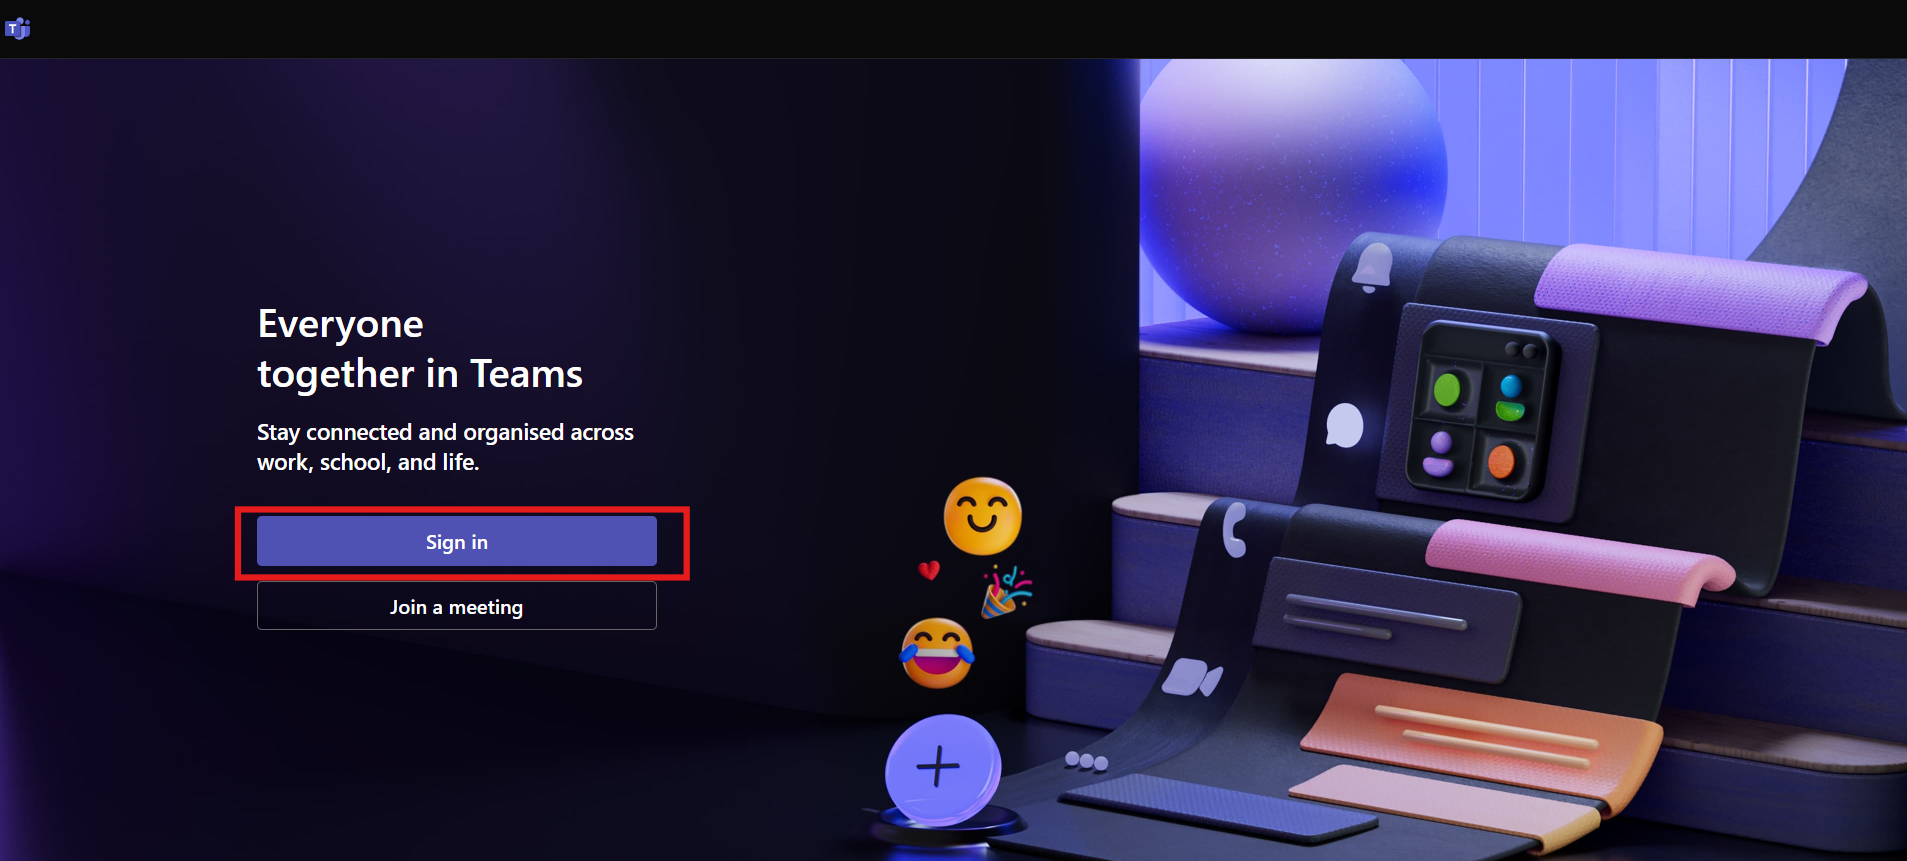 T
Everyone
together in Teams
Stay connected and organised across
work, school, and life.
Sign in
Join a meeting